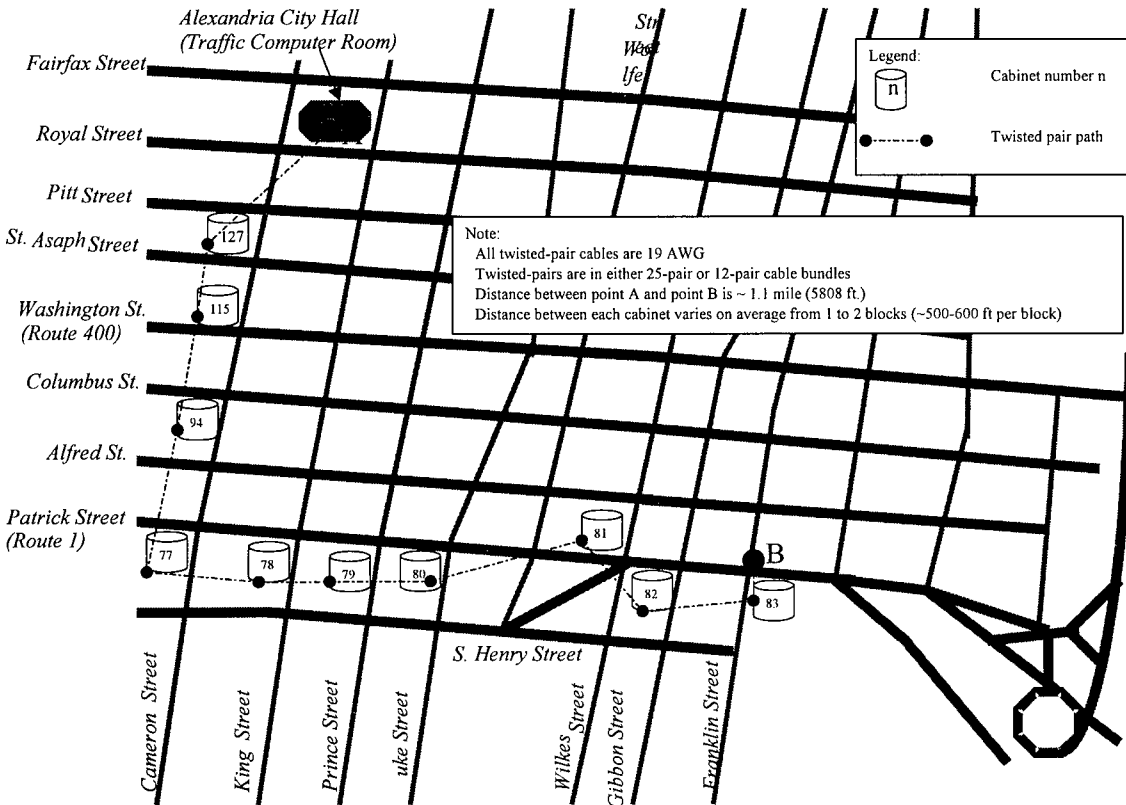 Alexandria City Hall
(Traffic Computer Room)
Str
Wolfe
Legend:
n
Cabinet number n
Twisted pair path
Fairfax Street
Royal Street
Pitt Street
St. Asaph Street
Washington St.
(Route 400)
Columbus St.
Alfred St.
Patrick Street
(Route 1)
127
115
94
77
78
79
80
81
82
83
B
Note:
All twisted-pair cables are 19 AWG
Twisted-pairs are in either 25-pair or 12-pair cable bundles
Distance between point A and point B is ~ 1.1 mile (5808 ft.)
Distance between each cabinet varies on average from 1 to 2 blocks (~500-600 ft per block)
S. Henry Street
Cameron Street
King Street
Prince Street
uke Street
Wilkes Street
Gibbon Street
Franklin Street